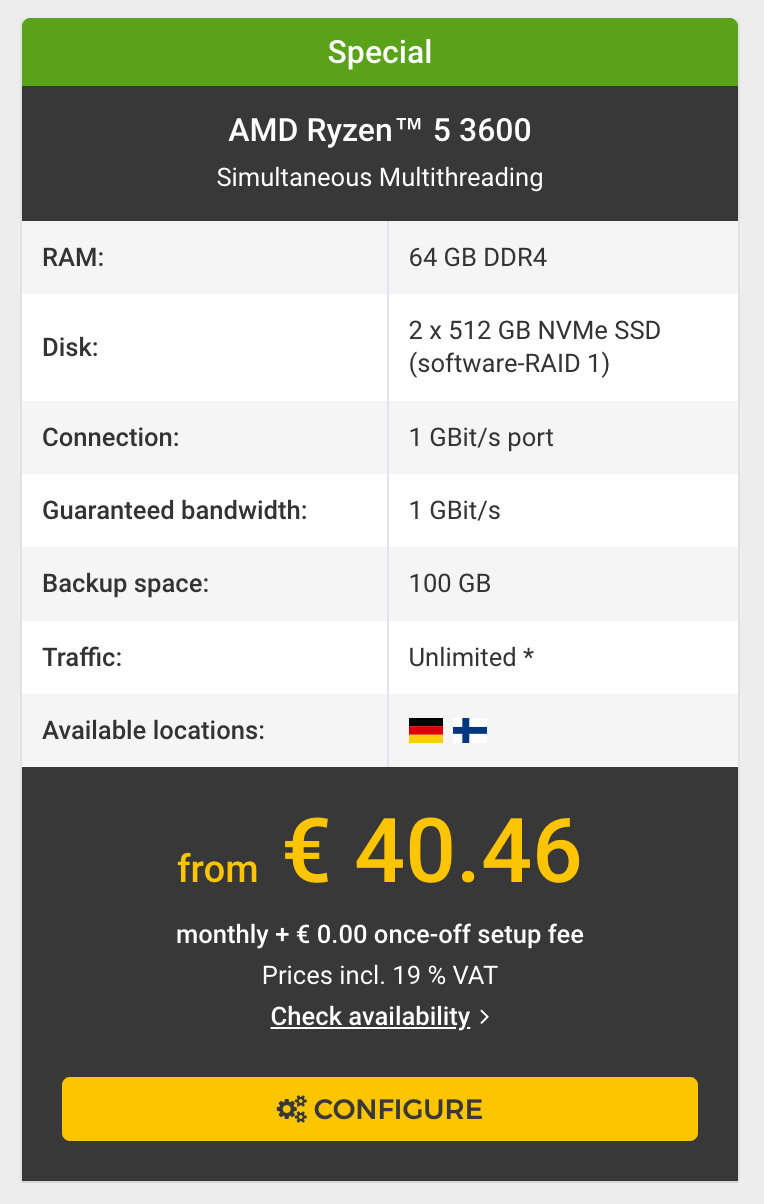 Special
AMD Ryzen™ 5 3600
Simultaneous Multithreading
RAM: 64 GB DDR4
Disk: 2 x 512 GB NVMe SSD
(software-RAID 1)
Connection: 1 GBit/s port
Guaranteed bandwidth: 1 GBit/s
Backup space: 100 GB
Traffic: Unlimited *
Available locations:
from € 40.46
monthly + € 0.00 once-off setup fee
Prices incl. 19 % VAT
Check availability >
CONFIGURE